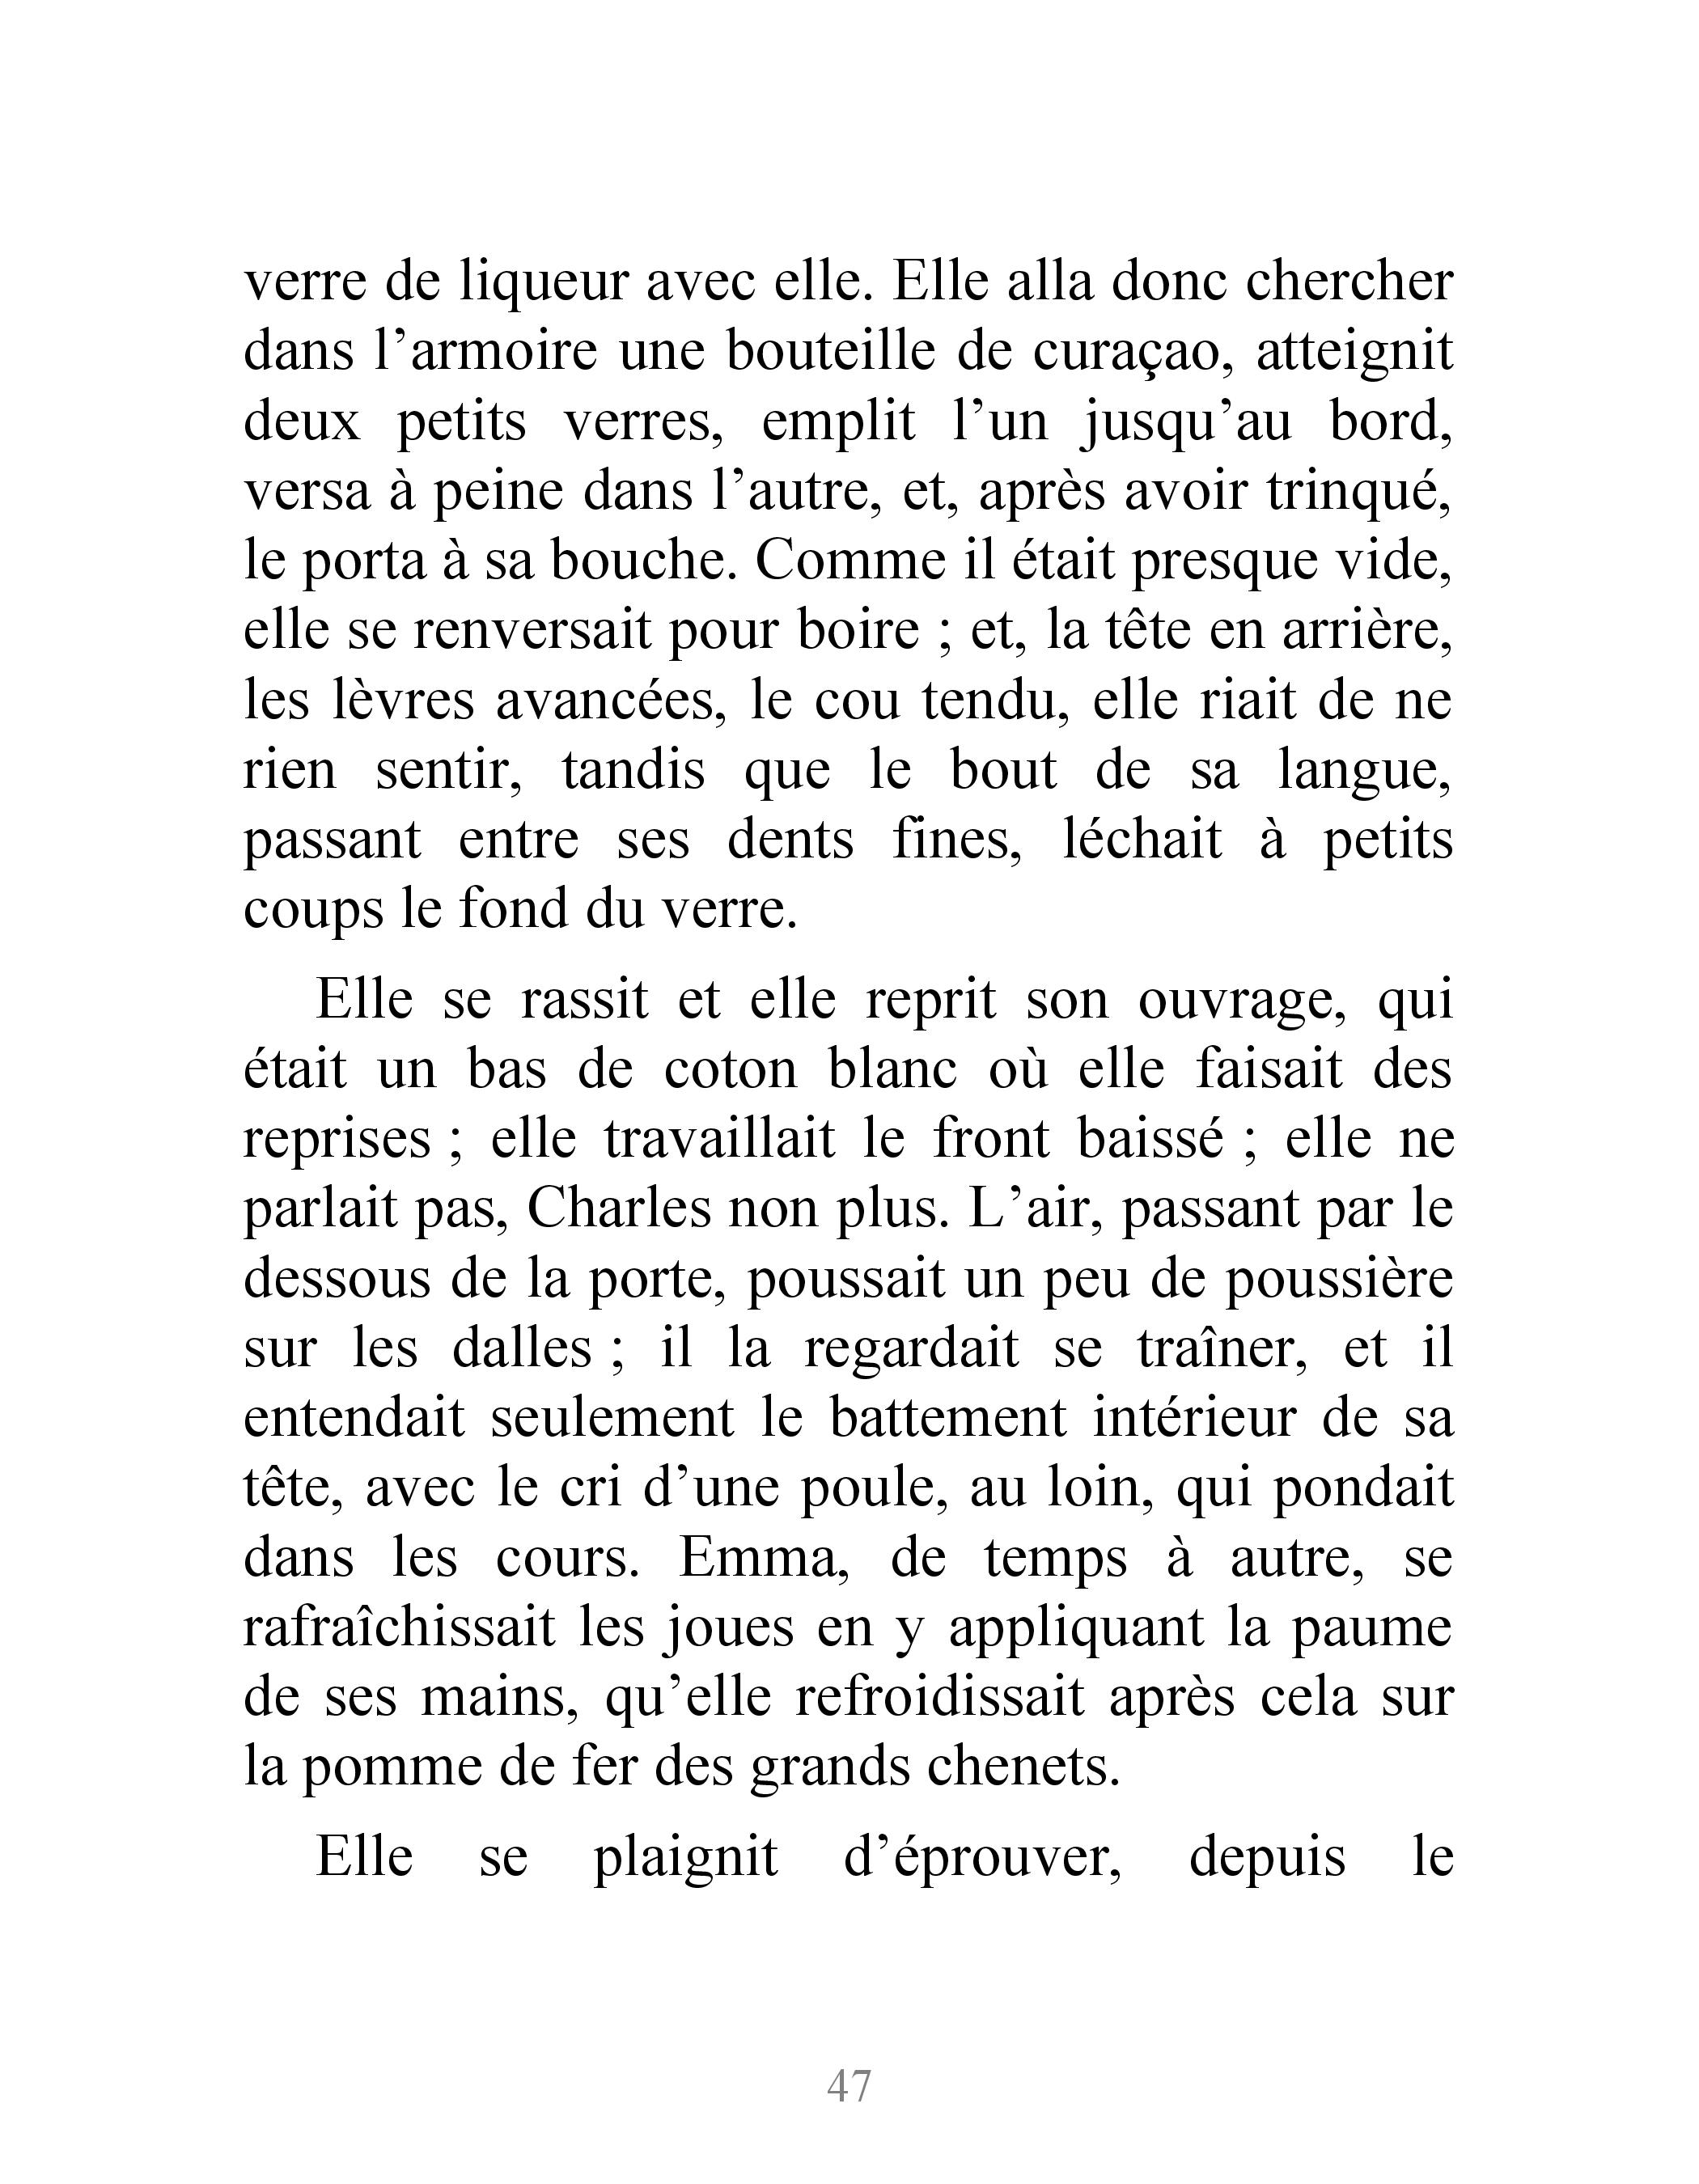 verre de liqueur avec elle. Elle alla donc chercher
dans l’armoire une bouteille de curaçao, atteignit
deux petits verres, emplit l’un jusqu’au bord,
versa à peine dans l’autre, et, après avoir trinqué,
le porta à sa bouche. Comme il était presque vide,
elle se renversait pour boire ; et, la tête en arrière,
les lèvres avancées, le cou tendu, elle riait de ne
rien sentir, tandis que le bout de sa langue,
passant entre ses dents fines, léchait à petits
coups le fond du verre.
Elle se rassit et elle reprit son ouvrage, qui
était un bas de coton blanc où elle faisait des
reprises ; elle travaillait le front baissé ; elle ne
parlait pas, Charles non plus. L’air, passant par le
dessous de la porte, poussait un peu de poussière
sur les dalles ; il la regardait se traîner, et il
entendait seulement le battement intérieur de sa
tête, avec le cri d’une poule, au loin, qui pondait
dans les cours. Emma, de temps à autre, se
rafraîchissait les joues en y appliquant la paume
de ses mains, qu’elle refroidissait après cela sur
la pomme de fer des grands chenets.
Elle se plaignit d’éprouver, depuis le
47